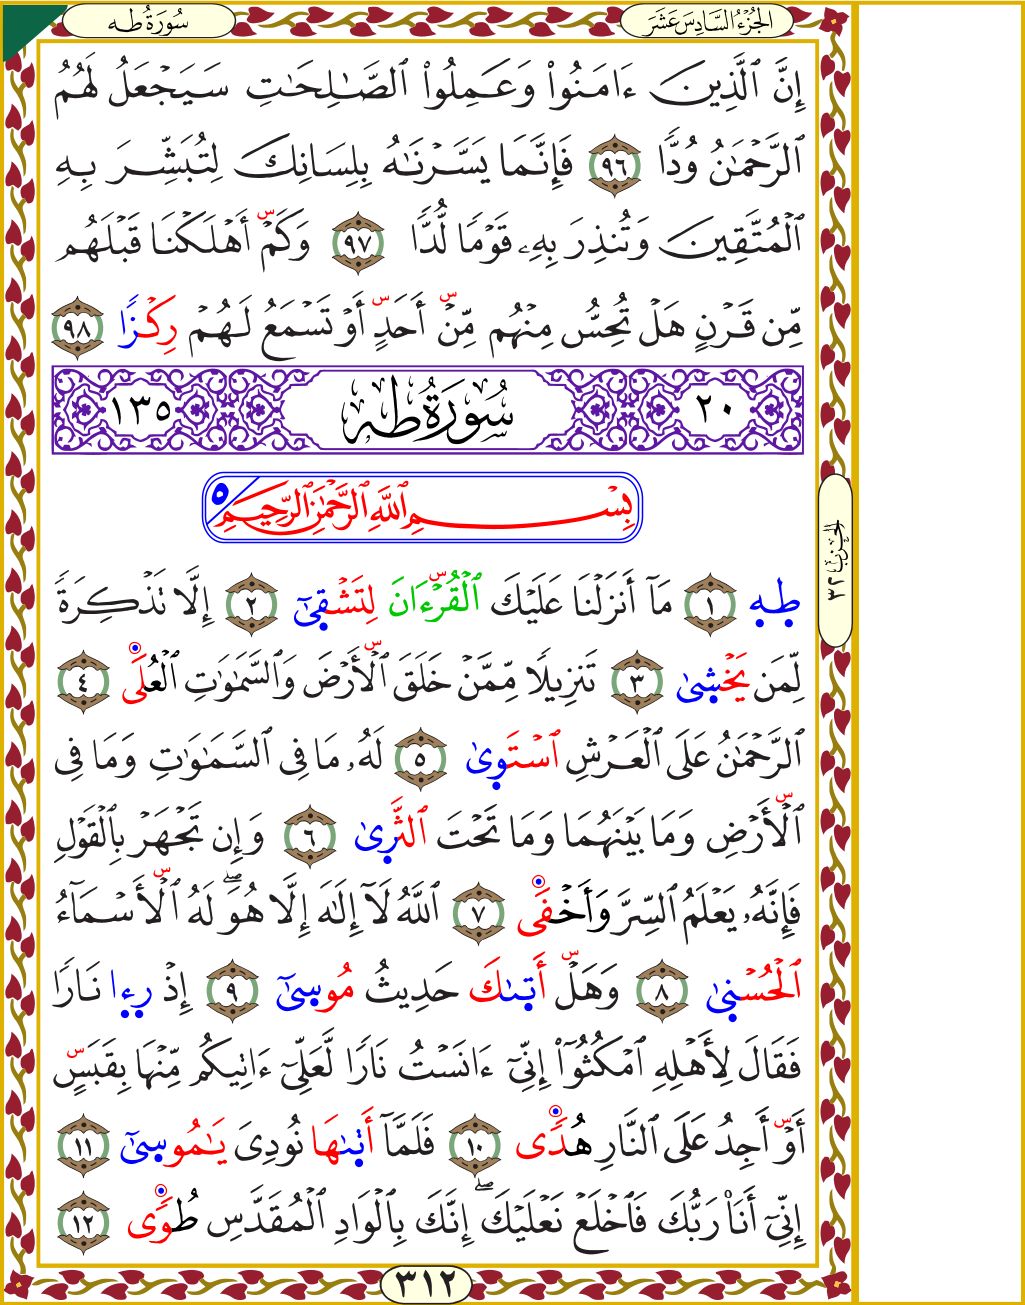 سُورَةُ طه
الجُزْءُ السَّادِسَ عَشَرَ
إِنَّ ٱلَّذِينَ ءَامَنُوا۟ وَعَمِلُوا۟ ٱلصَّـٰلِحَـٰتِ سَيَجْعَلُ لَهُمُ
ٱلرَّحْمَـٰنُ وُدًّا ٩٦ فَإِنَّمَا يَسَّرْنَـٰهُ بِلِسَانِكَ لِتُبَشِّرَ بِهِ
ٱلْمُتَّقِينَ وَتُنذِرَ بِهِۦ قَوْمًا لُّدًّا ٩٧ وَكَمْ أَهْلَكْنَا قَبْلَهُم
مِّن قَرْنٍ هَلْ تُحِسُّ مِنْهُم مِّنْ أَحَدٍ أَوْ تَسْمَعُ لَهُمْ رِكْزًا ٩٨
٢٠ سُورَةُ طه ١٣٥
بِسْمِ ٱللَّهِ ٱلرَّحْمَـٰنِ ٱلرَّحِيمِ ٥
طه ١ مَآ أَنزَلْنَا عَلَيْكَ ٱلْقُرْءَانَ لِتَشْقَىٰٓ ٢ إِلَّا تَذْكِرَةً
لِّمَن يَخْشَىٰ ٣ تَنزِيلًا مِّمَّنْ خَلَقَ ٱلْأَرْضَ وَٱلسَّمَـٰوَٰتِ ٱلْعُلَى ٤
ٱلرَّحْمَـٰنُ عَلَى ٱلْعَرْشِ ٱسْتَوَىٰ ٥ لَهُۥ مَا فِى ٱلسَّمَـٰوَٰتِ وَمَا فِى
ٱلْأَرْضِ وَمَا بَيْنَهُمَا وَمَا تَحْتَ ٱلثَّرَىٰ ٦ وَإِن تَجْهَرْ بِٱلْقَوْلِ
فَإِنَّهُۥ يَعْلَمُ ٱلسِّرَّ وَأَخْفَى ٧ ٱللَّهُ لَآ إِلَـٰهَ إِلَّا هُوَ ۖ لَهُ ٱلْأَسْمَآءُ
ٱلْحُسْنَىٰ ٨ وَهَلْ أَتَىٰكَ حَدِيثُ مُوسَىٰٓ ٩ إِذْ رَءَا نَارًا
فَقَالَ لِأَهْلِهِ ٱمْكُثُوٓا۟ إِنِّىٓ ءَانَسْتُ نَارًا لَّعَلِّىٓ ءَاتِيكُم مِّنْهَا بِقَبَسٍ
أَوْ أَجِدُ عَلَى ٱلنَّارِ هُدًى ١٠ فَلَمَّآ أَتَىٰهَا نُودِىَ يَـٰمُوسَىٰٓ ١١
إِنِّىٓ أَنَا۠ رَبُّكَ فَٱخْلَعْ نَعْلَيْكَ ۖ إِنَّكَ بِٱلْوَادِ ٱلْمُقَدَّسِ طُوًى ١٢
الحِزْبُ ٣٢
٣١٢